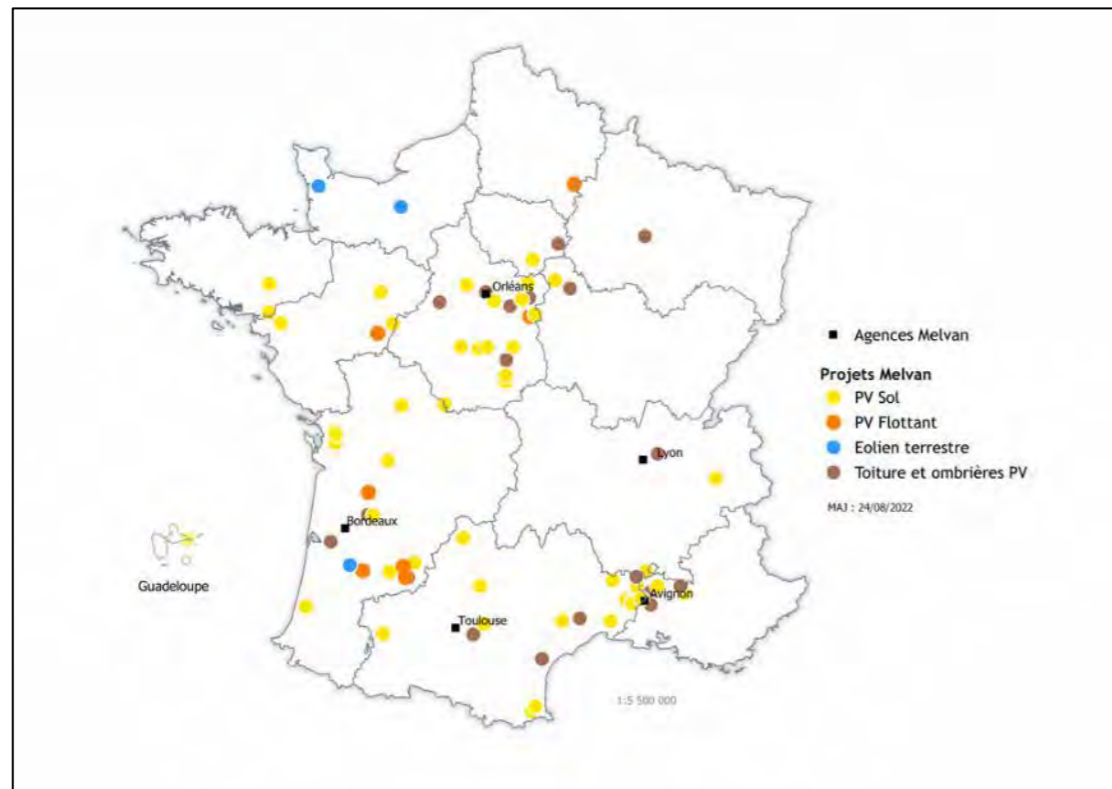 Orléans
Agences Melvan
Projets Melvan
PV Sol
PV Flottant
Eolien terrestre
Toiture et ombrières PV
MAJ : 24/08/2022
Lyon
Bordeaux
Guadeloupe
Avignon
Toulouse
1:5 500 000